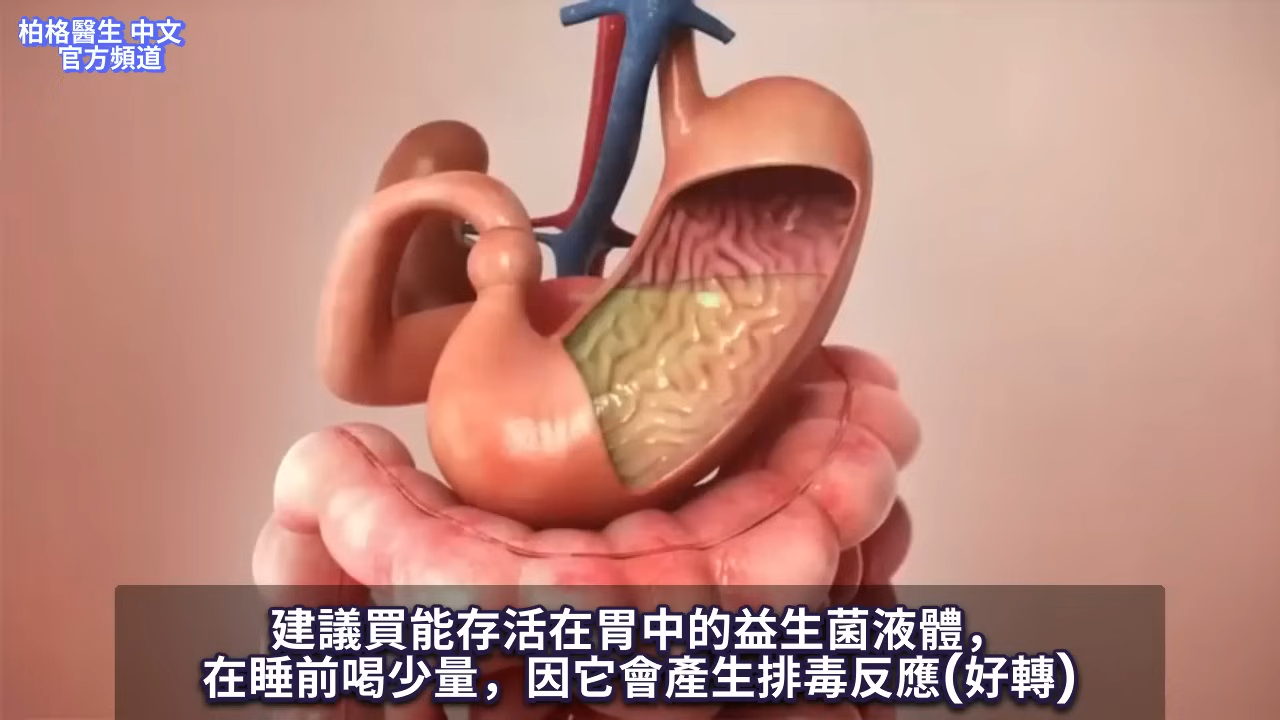 柏格醫生 中文
官方頻道
建議買能存活在胃中的益生菌液體，
在睡前喝少量，因它會產生排毒反應(好轉)